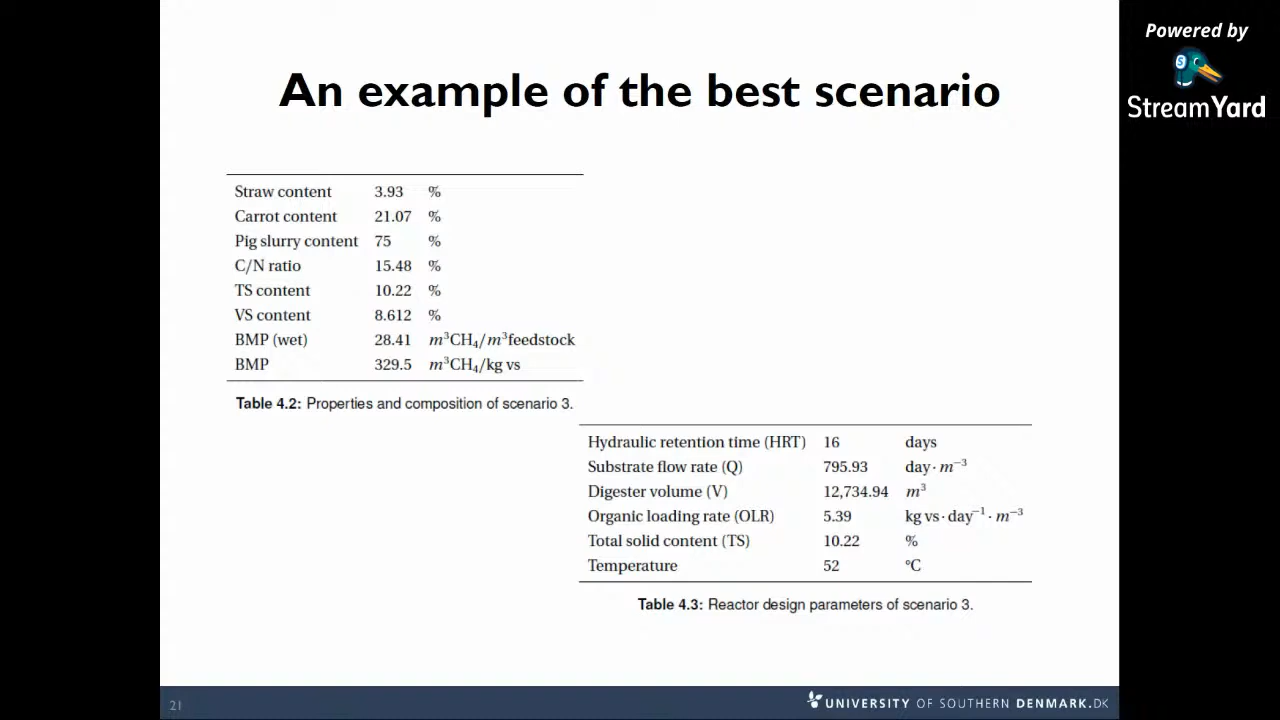 Powered by
StreamYard
An example of the best scenario
Straw content 3.93 %
Carrot content 21.07 %
Pig slurry content 75 %
C/N ratio 15.48 %
TS content 10.22 %
VS content 8.612 %
BMP (wet) 28.41 m³CH₄/m³feedstock
BMP 329.5 m³CH₄/kg vs
Table 4.2: Properties and composition of scenario 3.
Hydraulic retention time (HRT) 16 days
Substrate flow rate (Q) 795.93 day · m⁻³
Digester volume (V) 12,734.94 m³
Organic loading rate (OLR) 5.39 kg vs · day⁻¹ · m⁻³
Total solid content (TS) 10.22 %
Temperature 52 °C
Table 4.3: Reactor design parameters of scenario 3.
21
UNIVERSITY OF SOUTHERN DENMARK.DK